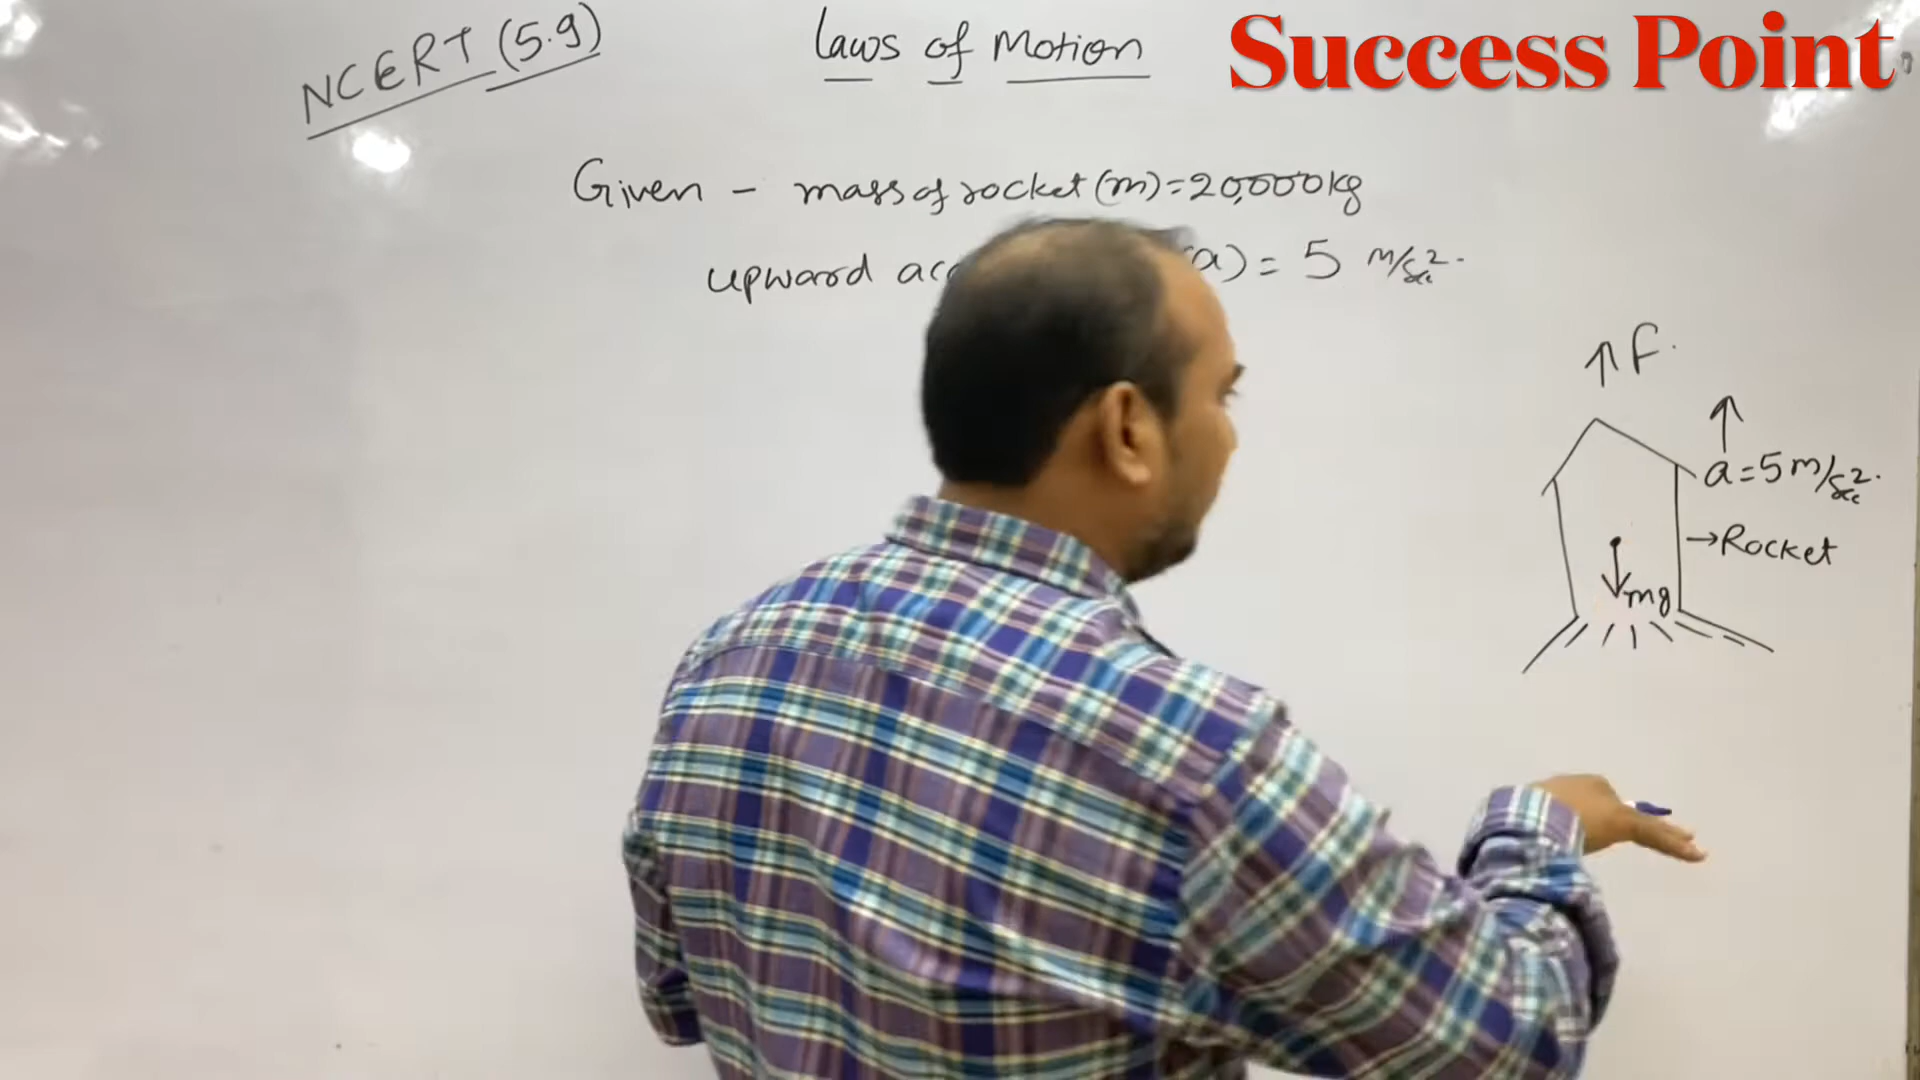 NCERT (5.9)
Laws of Motion
Success Point
Given - mass of rocket (m) = 20,000 kg
upward (a) = 5 m/sec².
↑ F.
↑
a = 5 m/sec².
→ Rocket
↓ mg